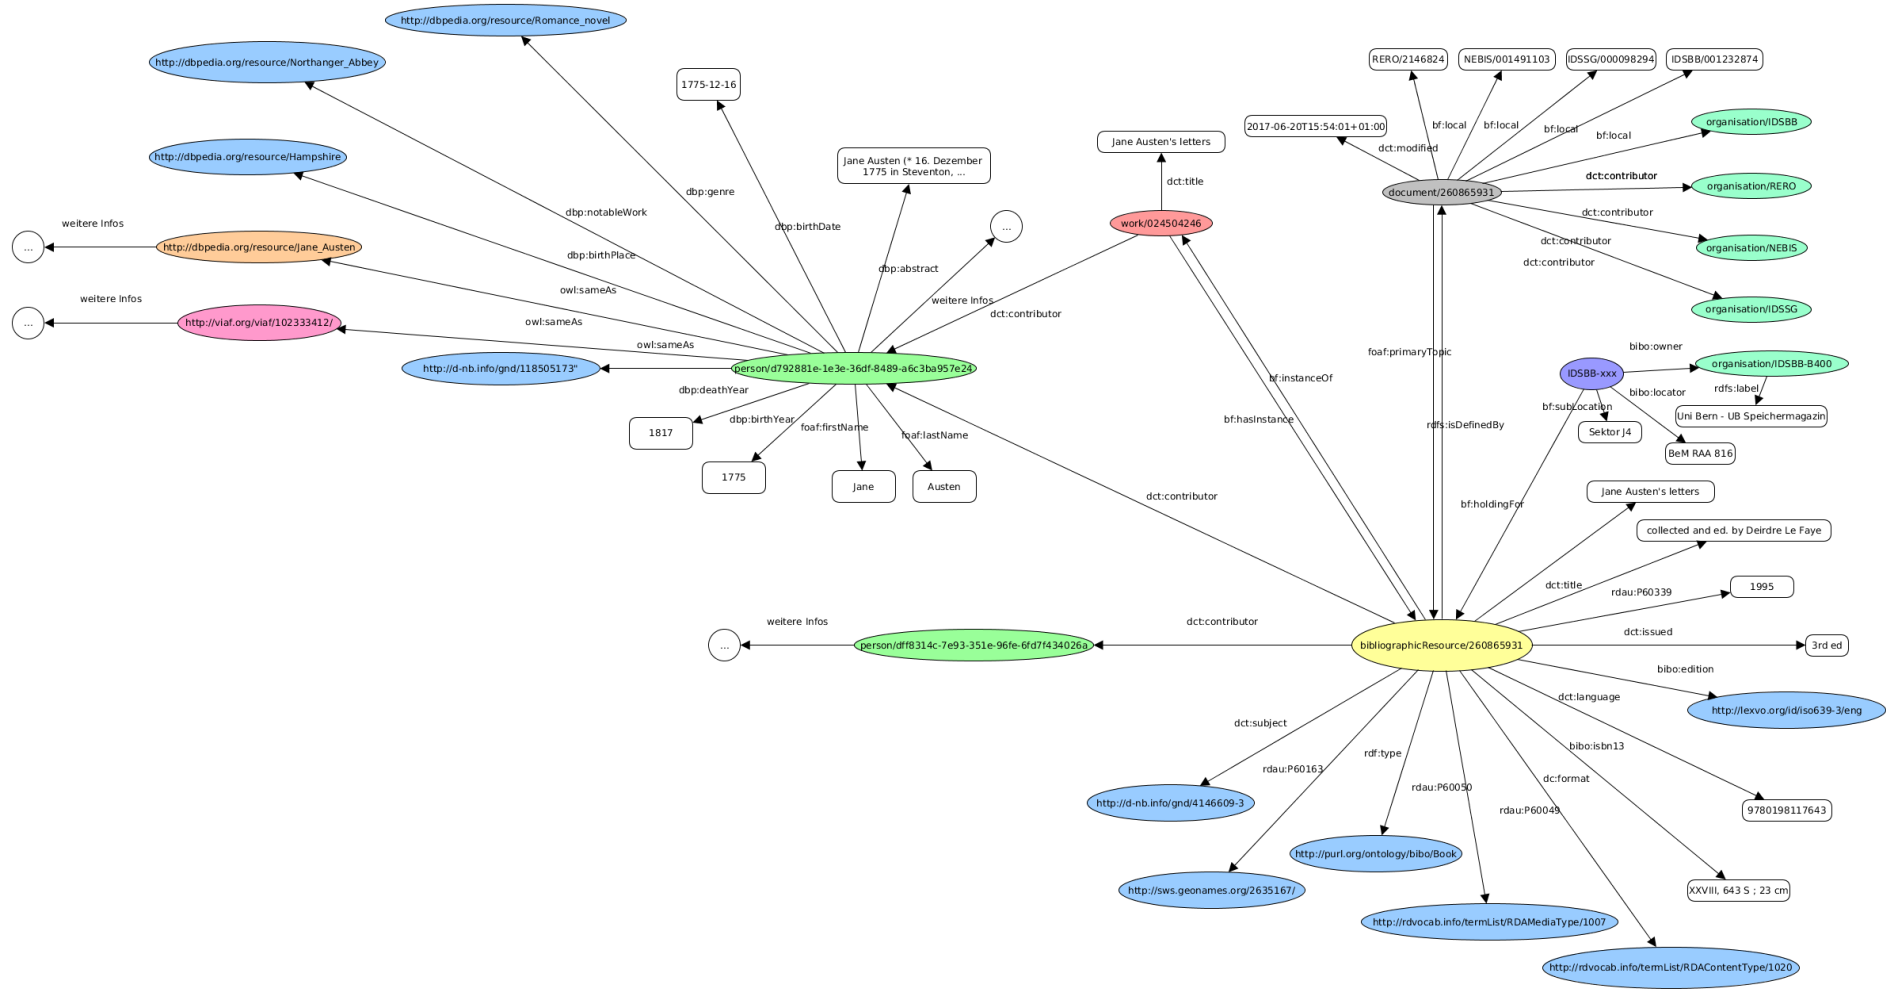 http://dbpedia.org/resource/Romance_novel
http://dbpedia.org/resource/Northanger_Abbey
1775-12-16
http://dbpedia.org/resource/Hampshire
Jane Austen (* 16. Dezember
1775 in Steventon, ...
dbp:genre
dbp:notableWork
dbp:birthDate
weitere Infos
...
http://dbpedia.org/resource/Jane_Austen
dbp:birthPlace
dbp:abstract
...
owl:sameAs
weitere Infos
weitere Infos
...
http://viaf.org/viaf/102333412/
owl:sameAs
owl:sameAs
http://d-nb.info/gnd/118505173"
person/d792881e-1e3e-36df-8489-a6c3ba957e24
dbp:deathYear
dbp:birthYear
foaf:firstName
foaf:lastName
1817
1775
Jane
Austen
Jane Austen's letters
dct:title
work/024504246
dct:contributor
bf:instanceOf
bf:hasInstance
dct:contributor
RERO/2146824
NEBIS/001491103
IDSSG/000098294
IDSBB/001232874
2017-06-20T15:54:01+01:00
bf:local
bf:local
bf:local
bf:local
dct:modified
organisation/IDSBB
document/260865931
dct:contributor
organisation/RERO
dct:contributor
organisation/NEBIS
dct:contributor
dct:contributor
organisation/IDSSG
foaf:primaryTopic
rdfs:isDefinedBy
bibo:owner
IDSBB-xxx
organisation/IDSBB-B400
rdfs:label
bibo:locator
bf:subLocation
Uni Bern - UB Speichermagazin
Sektor J4
BeM RAA 816
bf:holdingFor
Jane Austen's letters
collected and ed. by Deirdre Le Faye
dct:title
rdau:P60339
1995
dct:issued
3rd ed
bibo:edition
http://lexvo.org/id/iso639-3/eng
weitere Infos
...
person/dff8314c-7e93-351e-96fe-6fd7f434026a
dct:contributor
bibliographicResource/260865931
dct:language
dct:subject
rdau:P60163
rdf:type
rdau:P60050
rdau:P60049
dc:format
bibo:isbn13
http://d-nb.info/gnd/4146609-3
9780198117643
http://purl.org/ontology/bibo/Book
http://sws.geonames.org/2635167/
XXVIII, 643 S ; 23 cm
http://rdvocab.info/termList/RDAMediaType/1007
http://rdvocab.info/termList/RDAContentType/1020